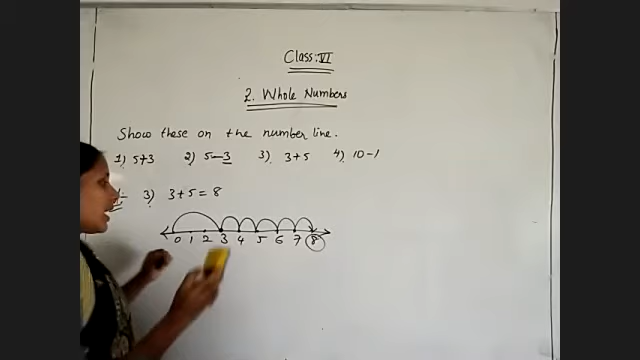 Class: VI
2. Whole Numbers
Show these on the number line.
1) 5+3 2) 5-3 3) 3+5 4) 10-1
3) 3+5=8
0 1 2 3 4 5 6 7 8